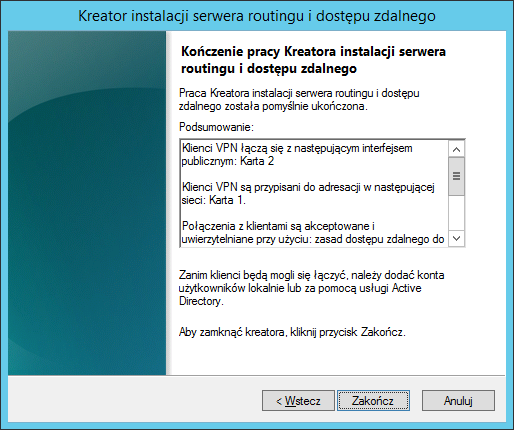 Kreator instalacji serwera routingu i dostępu zdalnego
Kończenie pracy Kreatora instalacji serwera
routingu i dostępu zdalnego
Praca Kreatora instalacji serwera routingu i dostępu
zdalnego została pomyślnie ukończona.
Podsumowanie:
Klienci VPN łączą się z następującym interfejsem
publicznym: Karta 2
Klienci VPN są przypisani do adresacji w następującej
sieci: Karta 1.
Połączenia z klientami są akceptowane i
uwierzytelniane przy użyciu: zasad dostępu zdalnego do
Zanim klienci będą mogli się łączyć, należy dodać konta
użytkowników lokalnie lub za pomocą usługi Active
Directory.
Aby zamknąć kreatora, kliknij przycisk Zakończ.
< Wstecz Zakończ Anuluj